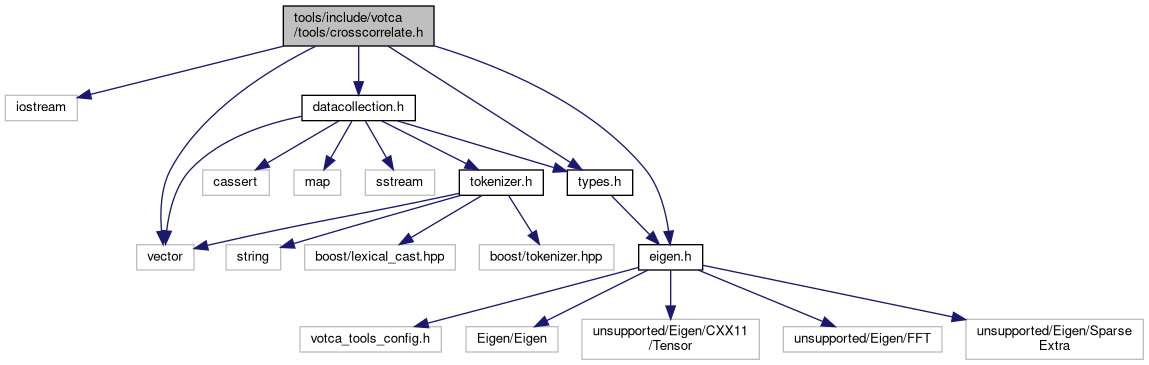 tools/include/votca
/tools/crosscorrelate.h
iostream
datacollection.h
cassert
map
sstream
tokenizer.h
types.h
vector
string
boost/lexical_cast.hpp
boost/tokenizer.hpp
eigen.h
votca_tools_config.h
Eigen/Eigen
unsupported/Eigen/CXX11
/Tensor
unsupported/Eigen/FFT
unsupported/Eigen/Sparse
Extra